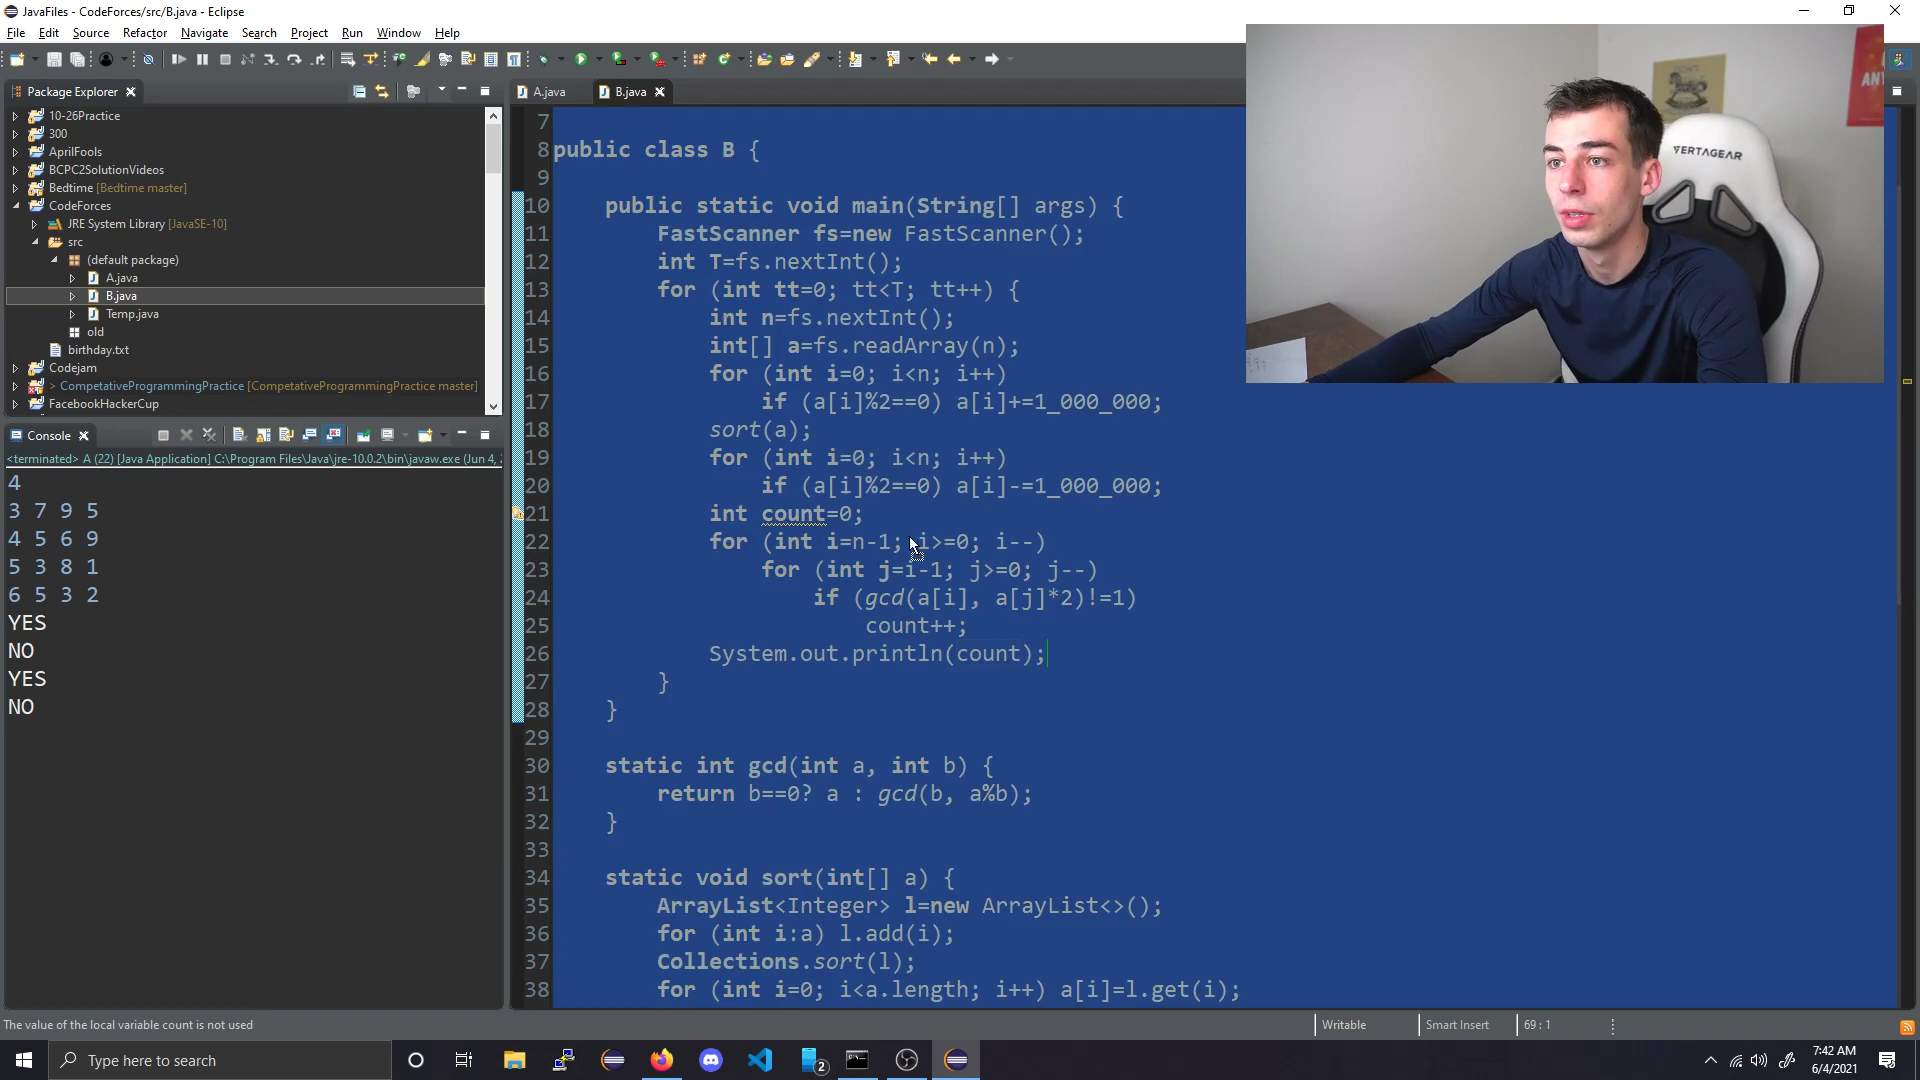 JavaFiles - CodeForces/src/B.java - Eclipse
File Edit Source Refactor Navigate Search Project Run Window Help
Package Explorer
10-26Practice
300
AprilFools
BCPC2SolutionVideos
Bedtime [Bedtime master]
CodeForces
JRE System Library [JavaSE-10]
src
(default package)
A.java
B.java
Temp.java
old
birthday.txt
Codejam
> CompetativeProgrammingPractice [CompetativeProgrammingPractice master]
FacebookHackerCup
Console
<terminated> A (22) [Java Application] C:\Program Files\Java\jre-10.0.2\bin\javaw.exe (Jun 4,
4
3 7 9 5
4 5 6 9
5 3 8 1
6 5 3 2
YES
NO
YES
NO
A.java B.java
7
8 public class B {
9
10 public static void main(String[] args) {
11 FastScanner fs=new FastScanner();
12 int T=fs.nextInt();
13 for (int tt=0; tt<T; tt++) {
14 int n=fs.nextInt();
15 int[] a=fs.readArray(n);
16 for (int i=0; i<n; i++)
17 if (a[i]%2==0) a[i]+=1_000_000;
18 sort(a);
19 for (int i=0; i<n; i++)
20 if (a[i]%2==0) a[i]-=1_000_000;
21 int count=0;
22 for (int i=n-1; i>=0; i--)
23 for (int j=i-1; j>=0; j--)
24 if (gcd(a[i], a[j]*2)!=1)
25 count++;
26 System.out.println(count);
27 }
28 }
29
30 static int gcd(int a, int b) {
31 return b==0? a : gcd(b, a%b);
32 }
33
34 static void sort(int[] a) {
35 ArrayList<Integer> l=new ArrayList<>();
36 for (int i:a) l.add(i);
37 Collections.sort(l);
38 for (int i=0; i<a.length; i++) a[i]=l.get(i);
VERTAGEAR
The value of the local variable count is not used
Writable Smart Insert 69 : 1
Type here to search
2
7:42 AM
6/4/2021